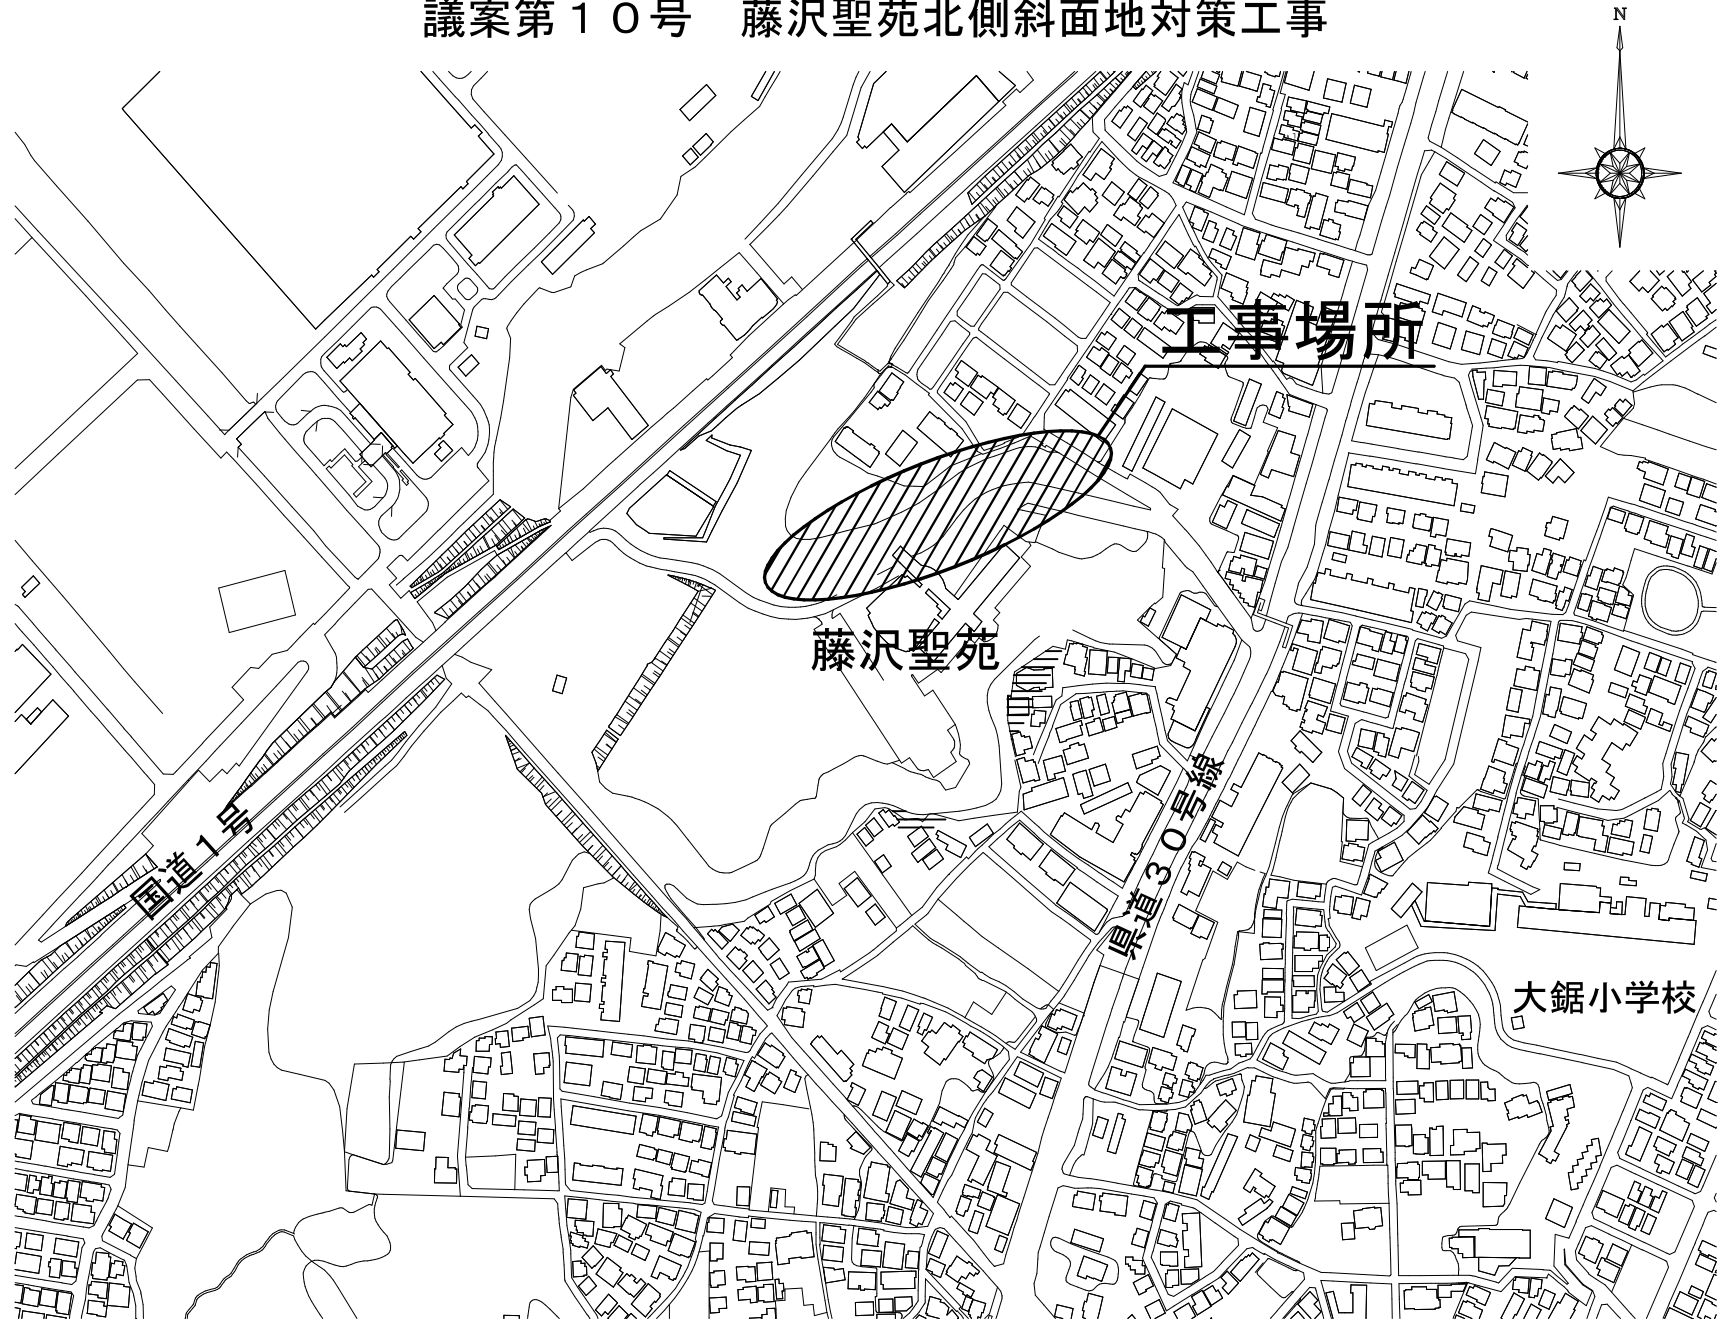 議案第１０号　藤沢聖苑北側斜面地対策工事
N
工事場所
藤沢聖苑
県道３０号線
国道１号
大鋸小学校